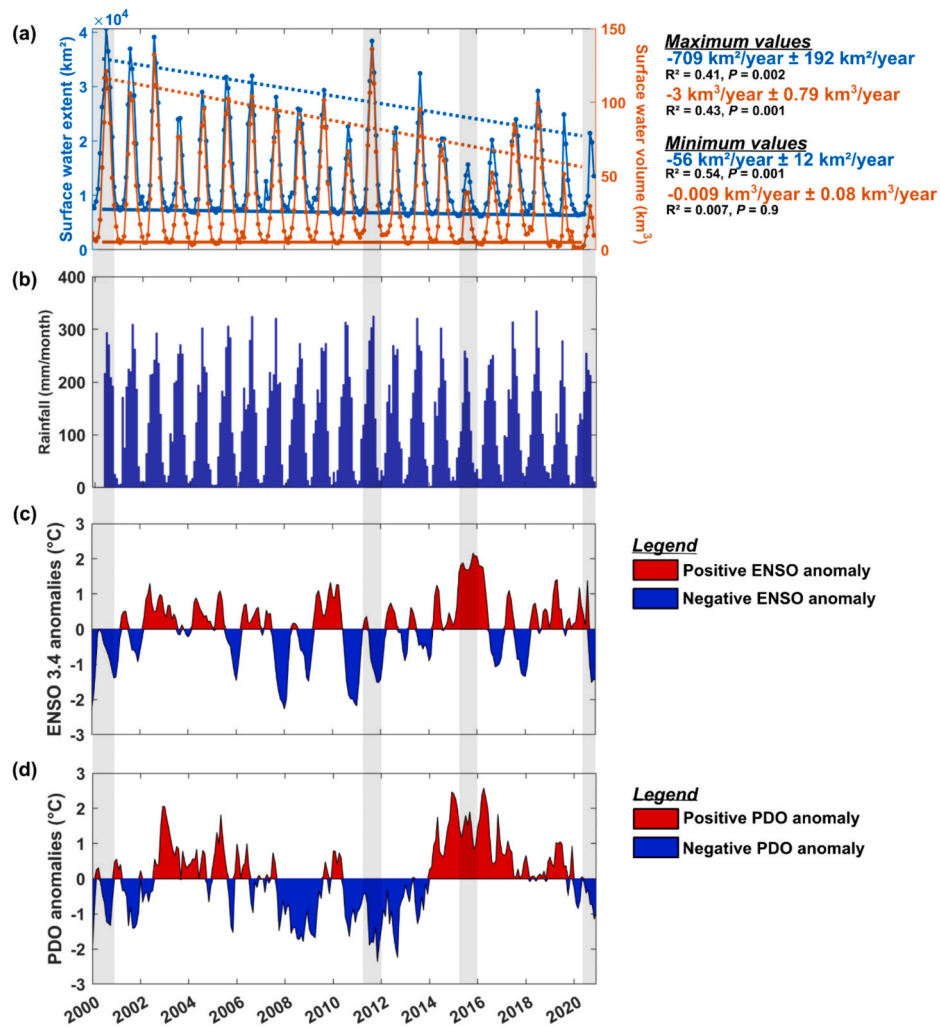 (a)
× 10⁴
Surface water extent (km²)
4
3
2
1
0
150
100
50
0
Surface water volume (km³)
Maximum values
-709 km²/year ± 192 km²/year
R² = 0.41, P = 0.002
-3 km³/year ± 0.79 km³/year
R² = 0.43, P = 0.001
Minimum values
-56 km²/year ± 12 km²/year
R² = 0.54, P = 0.001
-0.009 km³/year ± 0.08 km³/year
R² = 0.007, P = 0.9
(b)
Rainfall (mm/month)
400
300
200
100
0
(c)
ENSO 3.4 anomalies (°C)
3
2
1
0
-1
-2
-3
Legend
Positive ENSO anomaly
Negative ENSO anomaly
(d)
PDO anomalies (°C)
3
2
1
0
-1
-2
-3
Legend
Positive PDO anomaly
Negative PDO anomaly
2000 2002 2004 2006 2008 2010 2012 2014 2016 2018 2020